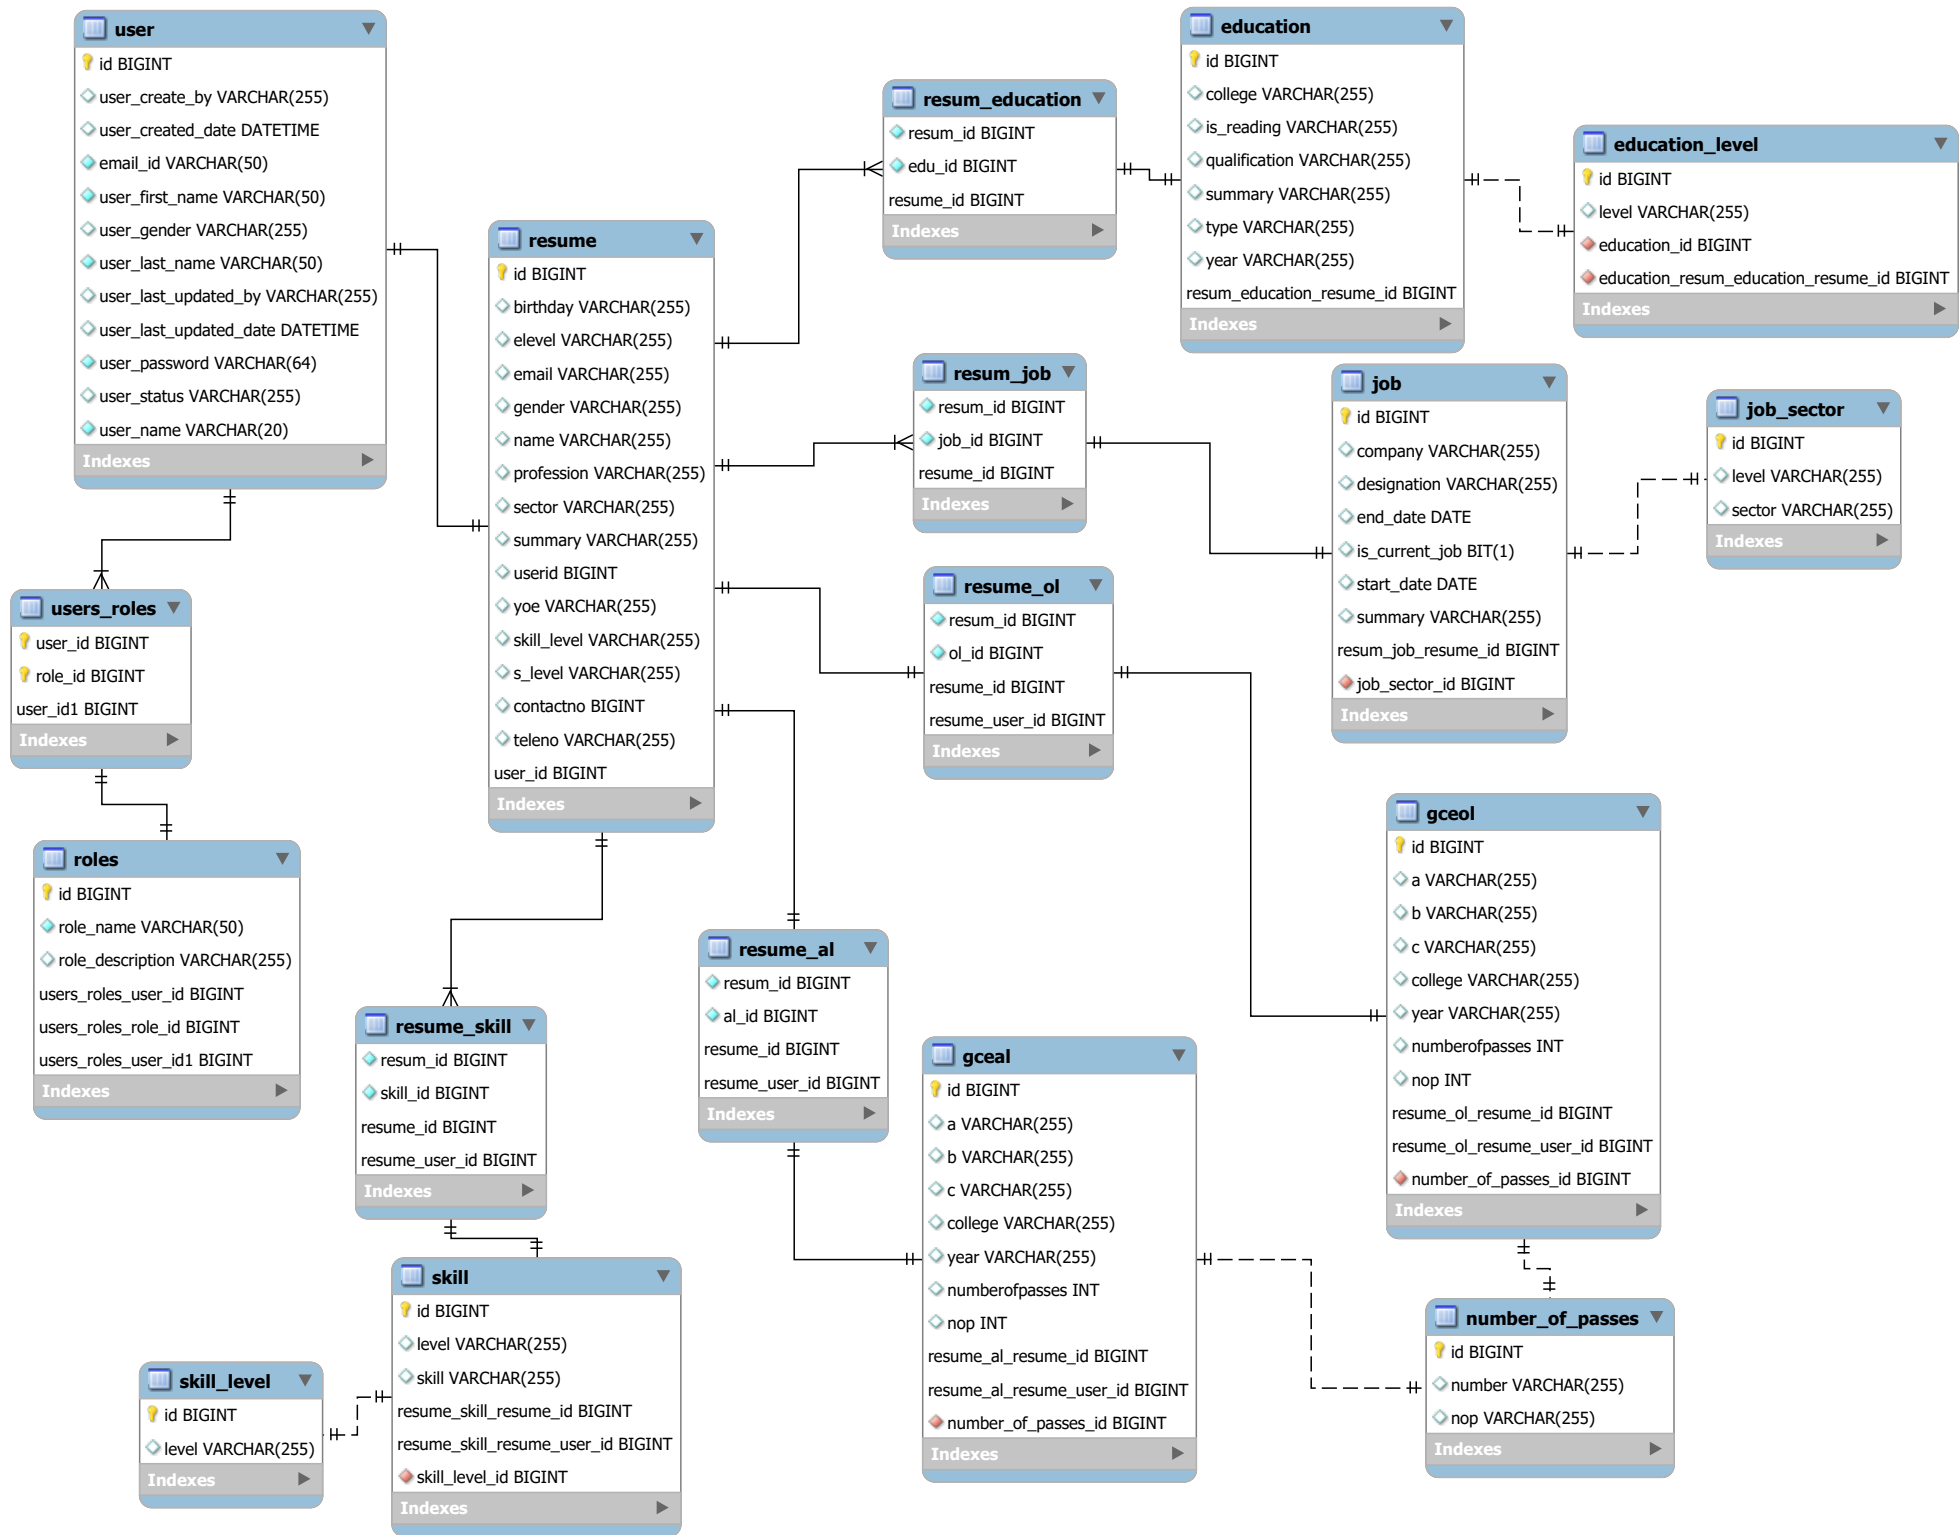 user
id BIGINT
user_create_by VARCHAR(255)
user_created_date DATETIME
email_id VARCHAR(50)
user_first_name VARCHAR(50)
user_gender VARCHAR(255)
user_last_name VARCHAR(50)
user_last_updated_by VARCHAR(255)
user_last_updated_date DATETIME
user_password VARCHAR(64)
user_status VARCHAR(255)
user_name VARCHAR(20)
Indexes
users_roles
user_id BIGINT
role_id BIGINT
user_id1 BIGINT
Indexes
roles
id BIGINT
role_name VARCHAR(50)
role_description VARCHAR(255)
users_roles_user_id BIGINT
users_roles_role_id BIGINT
users_roles_user_id1 BIGINT
Indexes
resume
id BIGINT
birthday VARCHAR(255)
elevel VARCHAR(255)
email VARCHAR(255)
gender VARCHAR(255)
name VARCHAR(255)
profession VARCHAR(255)
sector VARCHAR(255)
summary VARCHAR(255)
userid BIGINT
yoe VARCHAR(255)
skill_level VARCHAR(255)
s_level VARCHAR(255)
contactno BIGINT
teleno VARCHAR(255)
user_id BIGINT
Indexes
resum_education
resum_id BIGINT
edu_id BIGINT
resume_id BIGINT
Indexes
education
id BIGINT
college VARCHAR(255)
is_reading VARCHAR(255)
qualification VARCHAR(255)
summary VARCHAR(255)
type VARCHAR(255)
year VARCHAR(255)
resum_education_resume_id BIGINT
Indexes
education_level
id BIGINT
level VARCHAR(255)
education_id BIGINT
education_resum_education_resume_id BIGINT
Indexes
resum_job
resum_id BIGINT
job_id BIGINT
resume_id BIGINT
Indexes
job
id BIGINT
company VARCHAR(255)
designation VARCHAR(255)
end_date DATE
is_current_job BIT(1)
start_date DATE
summary VARCHAR(255)
resum_job_resume_id BIGINT
job_sector_id BIGINT
Indexes
job_sector
id BIGINT
level VARCHAR(255)
sector VARCHAR(255)
Indexes
resume_ol
resum_id BIGINT
ol_id BIGINT
resume_id BIGINT
resume_user_id BIGINT
Indexes
gceol
id BIGINT
a VARCHAR(255)
b VARCHAR(255)
c VARCHAR(255)
college VARCHAR(255)
year VARCHAR(255)
numberofpasses INT
nop INT
resume_ol_resume_id BIGINT
resume_ol_resume_user_id BIGINT
number_of_passes_id BIGINT
Indexes
resume_al
resum_id BIGINT
al_id BIGINT
resume_id BIGINT
resume_user_id BIGINT
Indexes
gceal
id BIGINT
a VARCHAR(255)
b VARCHAR(255)
c VARCHAR(255)
college VARCHAR(255)
year VARCHAR(255)
numberofpasses INT
nop INT
resume_al_resume_id BIGINT
resume_al_resume_user_id BIGINT
number_of_passes_id BIGINT
Indexes
number_of_passes
id BIGINT
number VARCHAR(255)
nop VARCHAR(255)
Indexes
resume_skill
resum_id BIGINT
skill_id BIGINT
resume_id BIGINT
resume_user_id BIGINT
Indexes
skill
id BIGINT
level VARCHAR(255)
skill VARCHAR(255)
resume_skill_resume_id BIGINT
resume_skill_resume_user_id BIGINT
skill_level_id BIGINT
Indexes
skill_level
id BIGINT
level VARCHAR(255)
Indexes